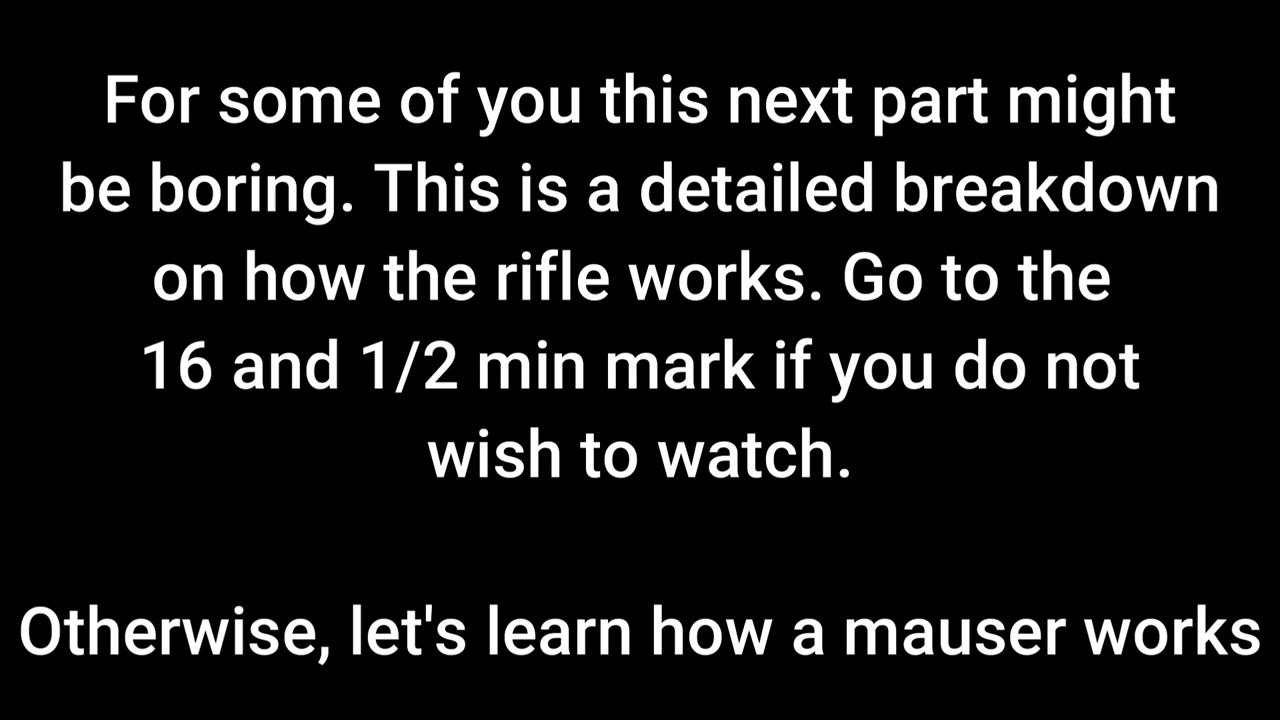 For some of you this next part might
be boring. This is a detailed breakdown
on how the rifle works. Go to the
16 and 1/2 min mark if you do not
wish to watch.
Otherwise, let's learn how a mauser works